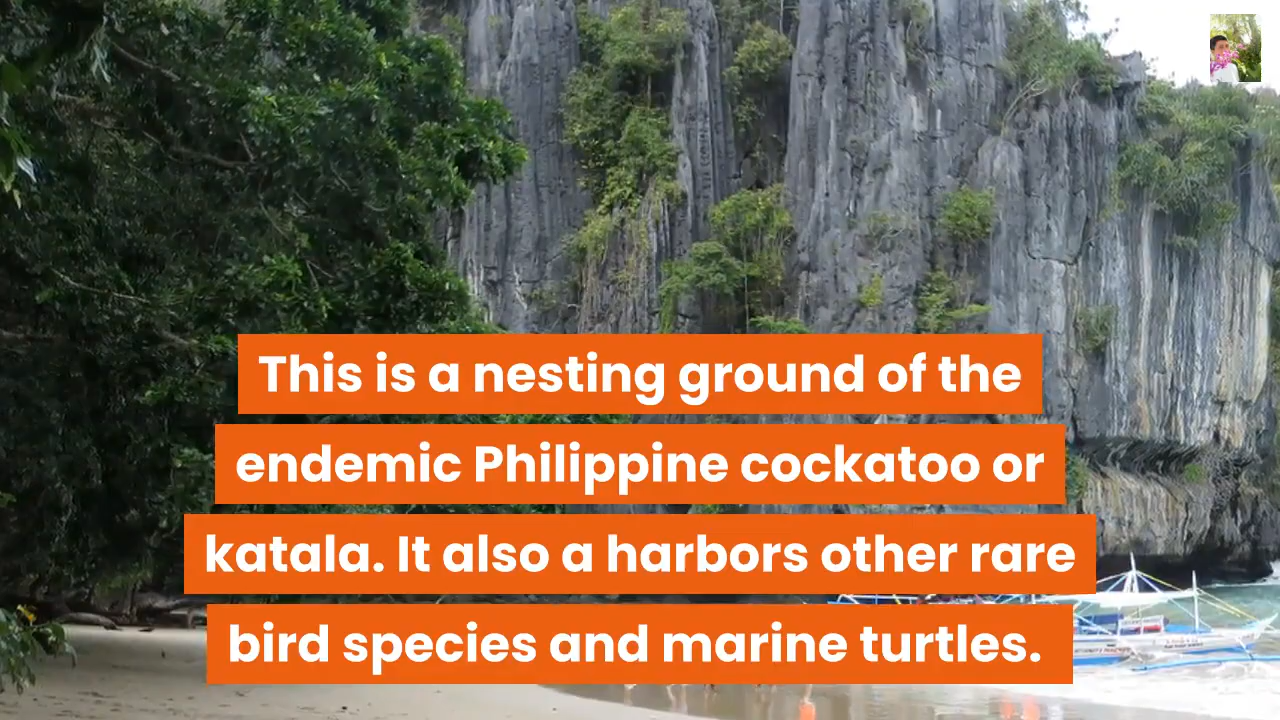 This is a nesting ground of the
endemic Philippine cockatoo or
katala. It also a harbors other rare
bird species and marine turtles.